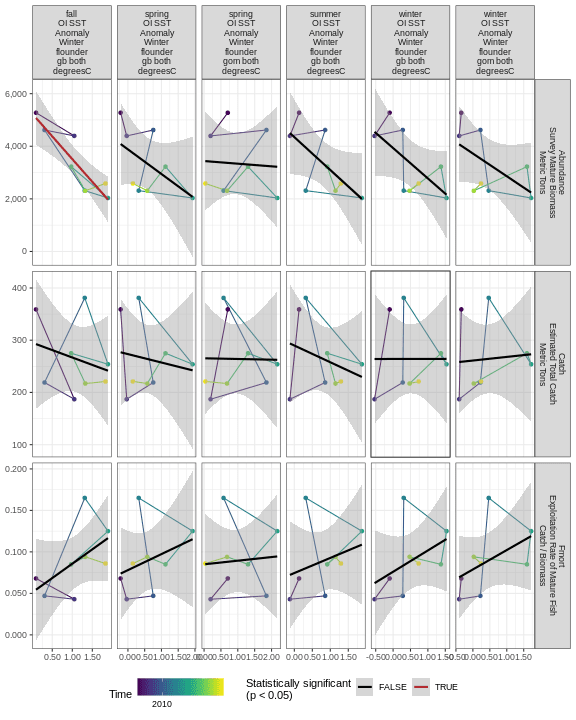 fall
OI SST
Anomaly
Winter
flounder
gb both
degreesC
spring
OI SST
Anomaly
Winter
flounder
gb both
degreesC
spring
OI SST
Anomaly
Winter
flounder
gom both
degreesC
summer
OI SST
Anomaly
Winter
flounder
gb both
degreesC
winter
OI SST
Anomaly
Winter
flounder
gb both
degreesC
winter
OI SST
Anomaly
Winter
flounder
gom both
degreesC
6,000
4,000
2,000
0
Abundance
Survey Mature Biomass
Metric Tons
400
300
200
100
Catch
Estimated Total Catch
Metric Tons
0.200
0.150
0.100
0.050
0.000
Fmort
Exploitation Rate of Mature Fish
Catch / Biomass
0.50 1.00 1.50
0.00 0.50 1.00 1.50 2.00
0.00 0.50 1.00 1.50 2.00
0.00 0.50 1.00 1.50
-0.50 0.00 0.50 1.00 1.50
-0.50 0.00 0.50 1.00 1.50
Time
2010
Statistically significant
(p < 0.05)
FALSE
TRUE